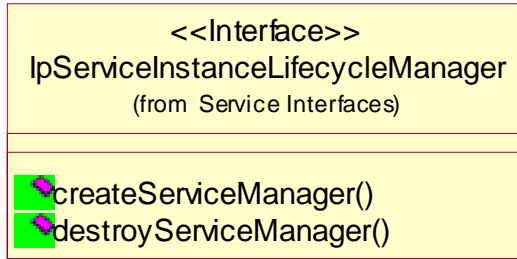 <<Interface>>
IpServiceInstanceLifecycleManager
(from Service Interfaces)
createServiceManager()
destroyServiceManager()